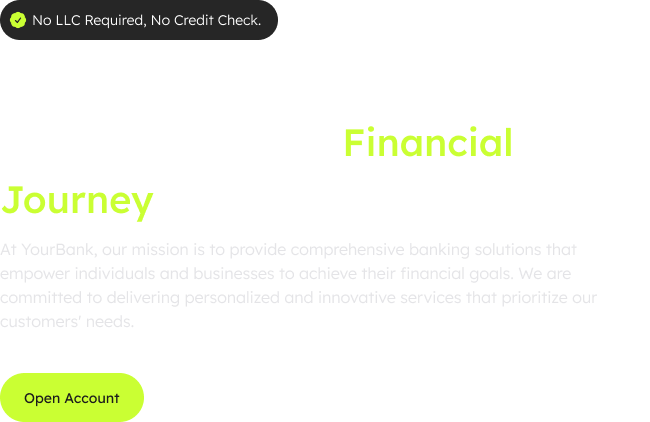 No LLC Required, No Credit Check.
Financial
Journey
At YourBank, our mission is to provide comprehensive banking solutions that
empower individuals and businesses to achieve their financial goals. We are
committed to delivering personalized and innovative services that prioritize our
customers' needs.
Open Account